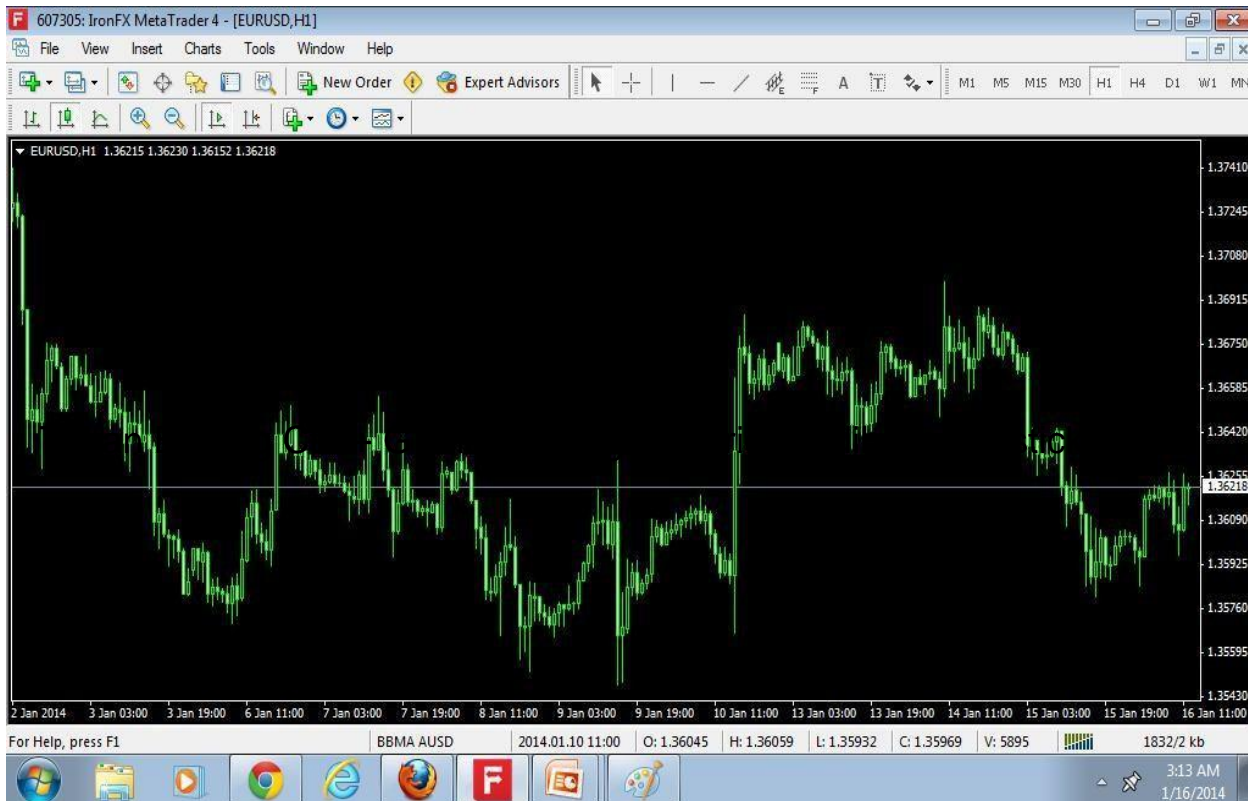 607305: IronFX MetaTrader 4 - [EURUSD,H1]
File View Insert Charts Tools Window Help
New Order Expert Advisors E F A T M1 M5 M15 M30 H1 H4 D1 W1 MN
EURUSD,H1 1.36215 1.36230 1.36152 1.36218
1.37410
1.37245
1.37080
1.36915
1.36750
1.36585
1.36420
1.36255
1.36218
1.36090
1.35925
1.35760
1.35595
1.35430
2 Jan 2014 3 Jan 03:00 3 Jan 19:00 6 Jan 11:00 7 Jan 03:00 7 Jan 19:00 8 Jan 11:00 9 Jan 03:00 9 Jan 19:00 10 Jan 11:00 13 Jan 03:00 13 Jan 19:00 14 Jan 11:00 15 Jan 03:00 15 Jan 19:00 16 Jan 11:00
For Help, press F1 BBMA AUSD 2014.01.10 11:00 O: 1.36045 H: 1.36059 L: 1.35932 C: 1.35969 V: 5895 1832/2 kb
3:13 AM
1/16/2014